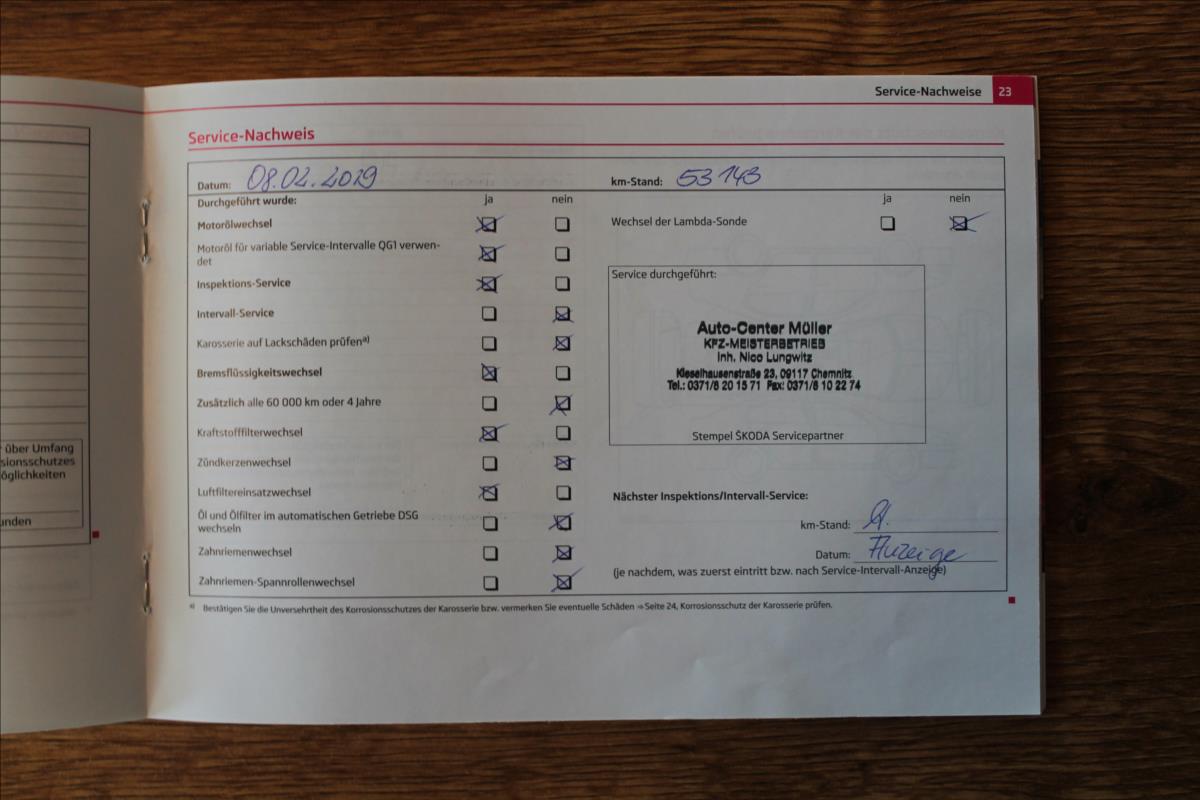 Service-Nachweise 23
Service-Nachweis
Datum: 08.02.2019 km-Stand: 53 143
Durchgeführt wurde: ja nein ja nein
Motorölwechsel
Wechsel der Lambda-Sonde
Motoröl für variable Service-Intervalle QG1 verwen-
det
Inspektions-Service
Intervall-Service
Karosserie auf Lackschäden prüfenᵃ⁾
Bremsflüssigkeitswechsel
Zusätzlich alle 60 000 km oder 4 Jahre
Kraftstofffilterwechsel
Zündkerzenwechsel
Luftfiltereinsatzwechsel
Öl und Ölfilter im automatischen Getriebe DSG
wechseln
Zahnriemenwechsel
Zahnriemen-Spannrollenwechsel
Service durchgeführt:
Auto-Center Müller
KFZ-MEISTERBETRIEB
Inh. Nico Lungwitz
Kieselhausenstraße 23, 09117 Chemnitz
Tel.: 0371/8 20 15 71 Fax: 0371/8 10 22 74
Stempel ŠKODA Servicepartner
Nächster Inspektions/Intervall-Service:
km-Stand: lt.
Datum: Anzeige
(je nachdem, was zuerst eintritt bzw. nach Service-Intervall-Anzeige)
ᵃ⁾ Bestätigen Sie die Unversehrtheit des Korrosionsschutzes der Karosserie bzw. vermerken Sie eventuelle Schäden ⇒ Seite 24, Korrosionsschutz der Karosserie prüfen.
über Umfang
sionsschutzes
öglichkeiten
unden